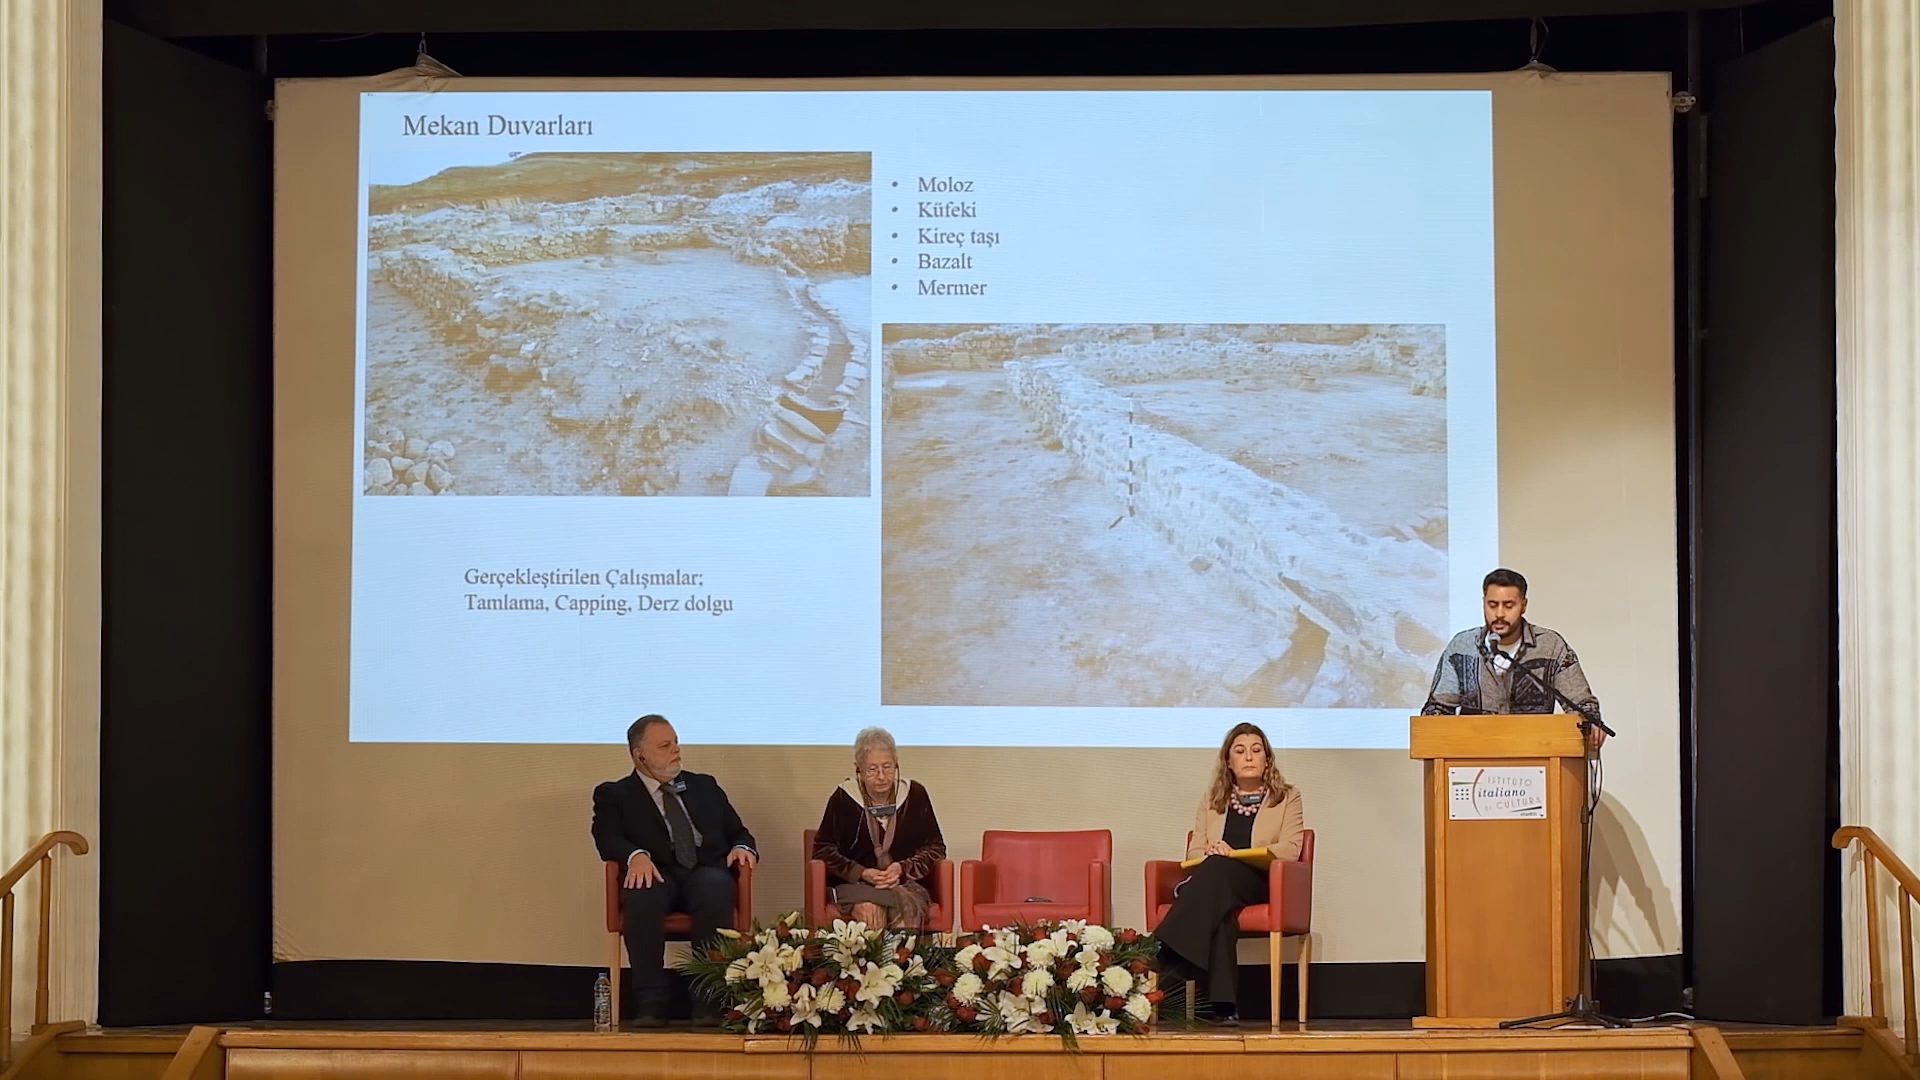 Mekan Duvarları
• Moloz
• Küfeki
• Kireç taşı
• Bazalt
• Mermer
Gerçekleştirilen Çalışmalar;
Tamlama, Capping, Derz dolgu
ISTITUTO
italiano
DI CULTURA